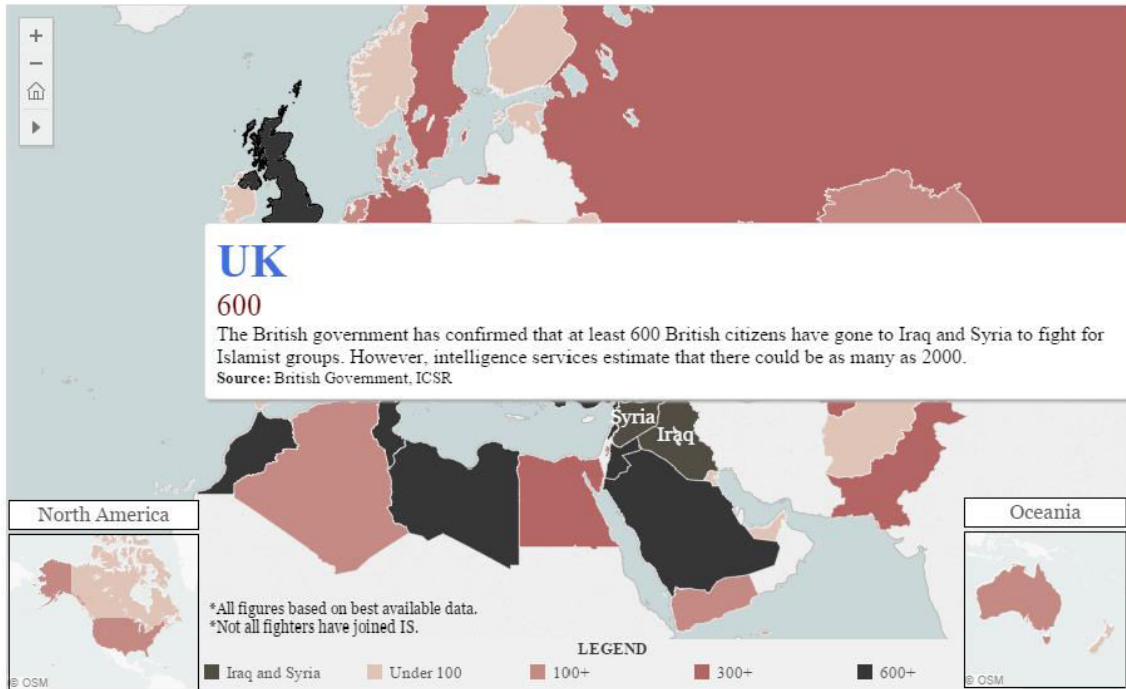 UK
600
The British government has confirmed that at least 600 British citizens have gone to Iraq and Syria to fight for
Islamist groups. However, intelligence services estimate that there could be as many as 2000.
Source: British Government, ICSR
Syria
Iraq
North America
Oceania
*All figures based on best available data.
*Not all fighters have joined IS.
LEGEND
Iraq and Syria
Under 100
100+
300+
600+
© OSM
© OSM